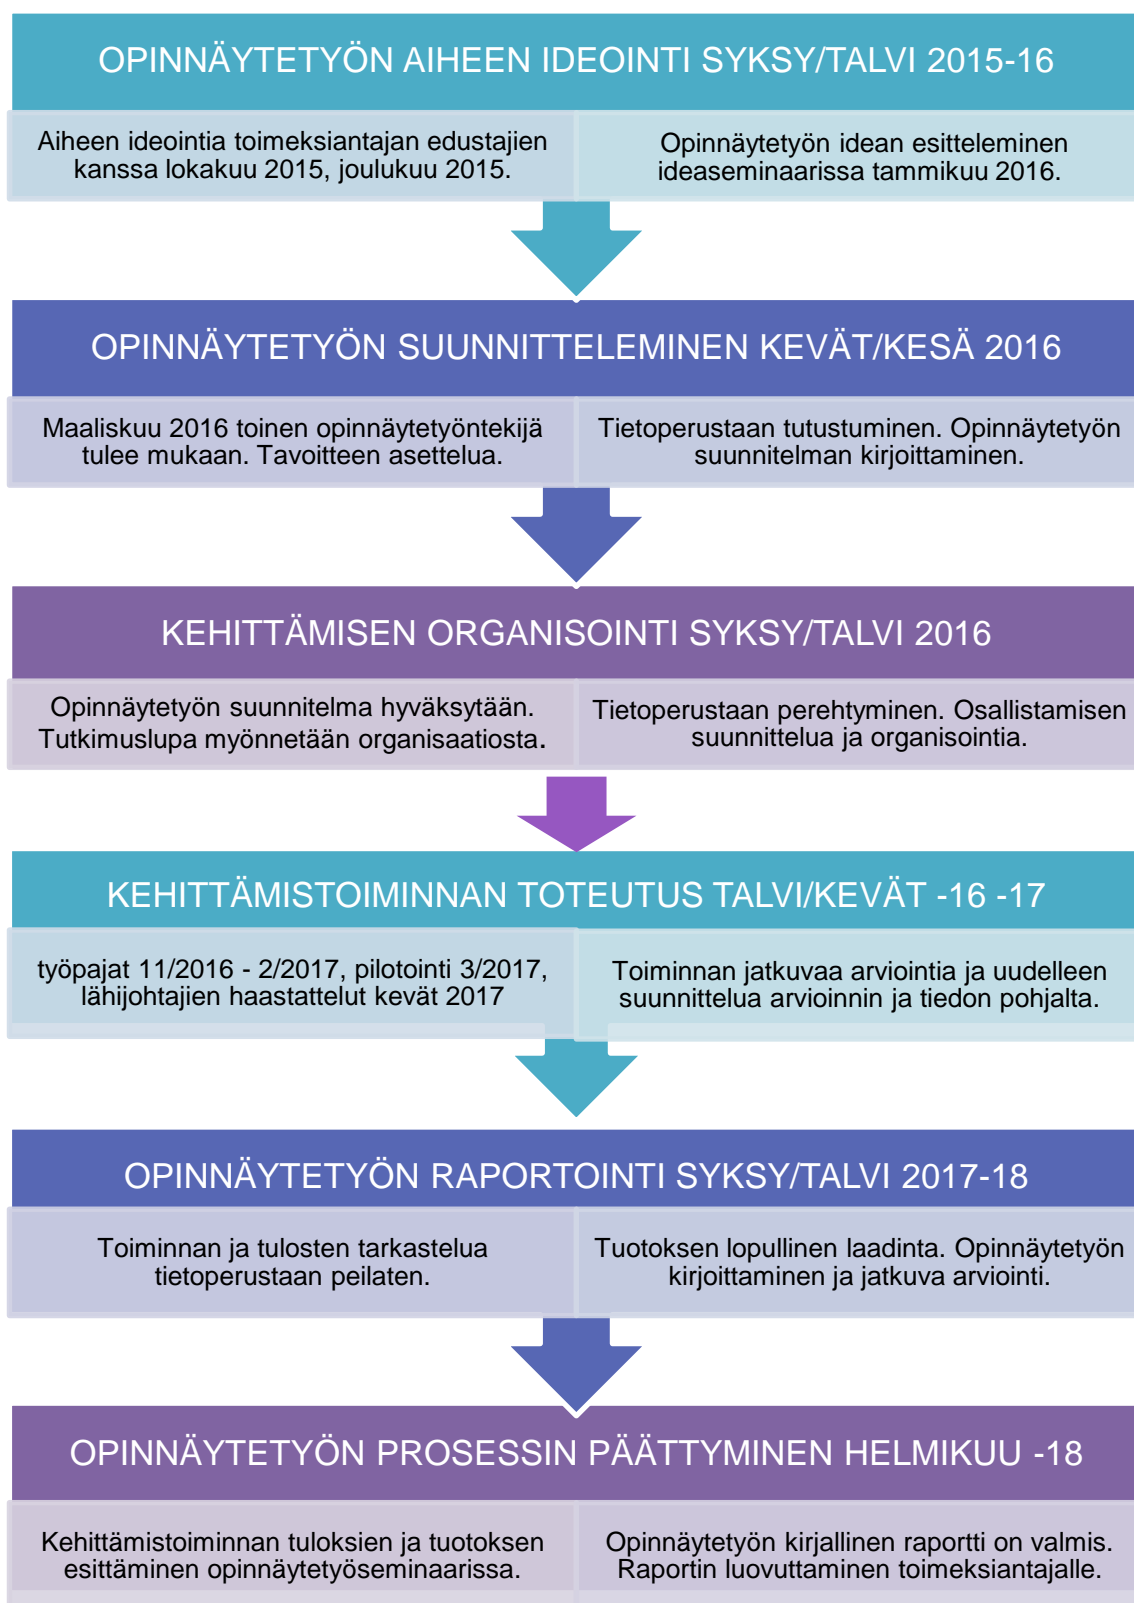 OPINNÄYTETYÖN AIHEEN IDEOINTI SYKSY/TALVI 2015-16
Aiheen ideointia toimeksiantajan edustajien
kanssa lokakuu 2015, joulukuu 2015.
Opinnäytetyön idean esitteleminen
ideaseminaarissa tammikuu 2016.
OPINNÄYTETYÖN SUUNNITTELEMINEN KEVÄT/KESÄ 2016
Maaliskuu 2016 toinen opinnäytetyöntekijä
tulee mukaan. Tavoitteen asettelua.
Tietoperustaan tutustuminen. Opinnäytetyön
suunnitelman kirjoittaminen.
KEHITTÄMISEN ORGANISOINTI SYKSY/TALVI 2016
Opinnäytetyön suunnitelma hyväksytään.
Tutkimuslupa myönnetään organisaatiosta.
Tietoperustaan perehtyminen. Osallistamisen
suunnittelua ja organisointia.
KEHITTÄMISTOIMINNAN TOTEUTUS TALVI/KEVÄT -16 -17
työpajat 11/2016 - 2/2017, pilotointi 3/2017,
lähijohtajien haastattelut kevät 2017
Toiminnan jatkuvaa arviointia ja uudelleen
suunnittelua arvioinnin ja tiedon pohjalta.
OPINNÄYTETYÖN RAPORTOINTI SYKSY/TALVI 2017-18
Toiminnan ja tulosten tarkastelua
tietoperustaan peilaten.
Tuotoksen lopullinen laadinta. Opinnäytetyön
kirjoittaminen ja jatkuva arviointi.
OPINNÄYTETYÖN PROSESSIN PÄÄTTYMINEN HELMIKUU -18
Kehittämistoiminnan tuloksien ja tuotoksen
esittäminen opinnäytetyöseminaarissa.
Opinnäytetyön kirjallinen raportti on valmis.
Raportin luovuttaminen toimeksiantajalle.